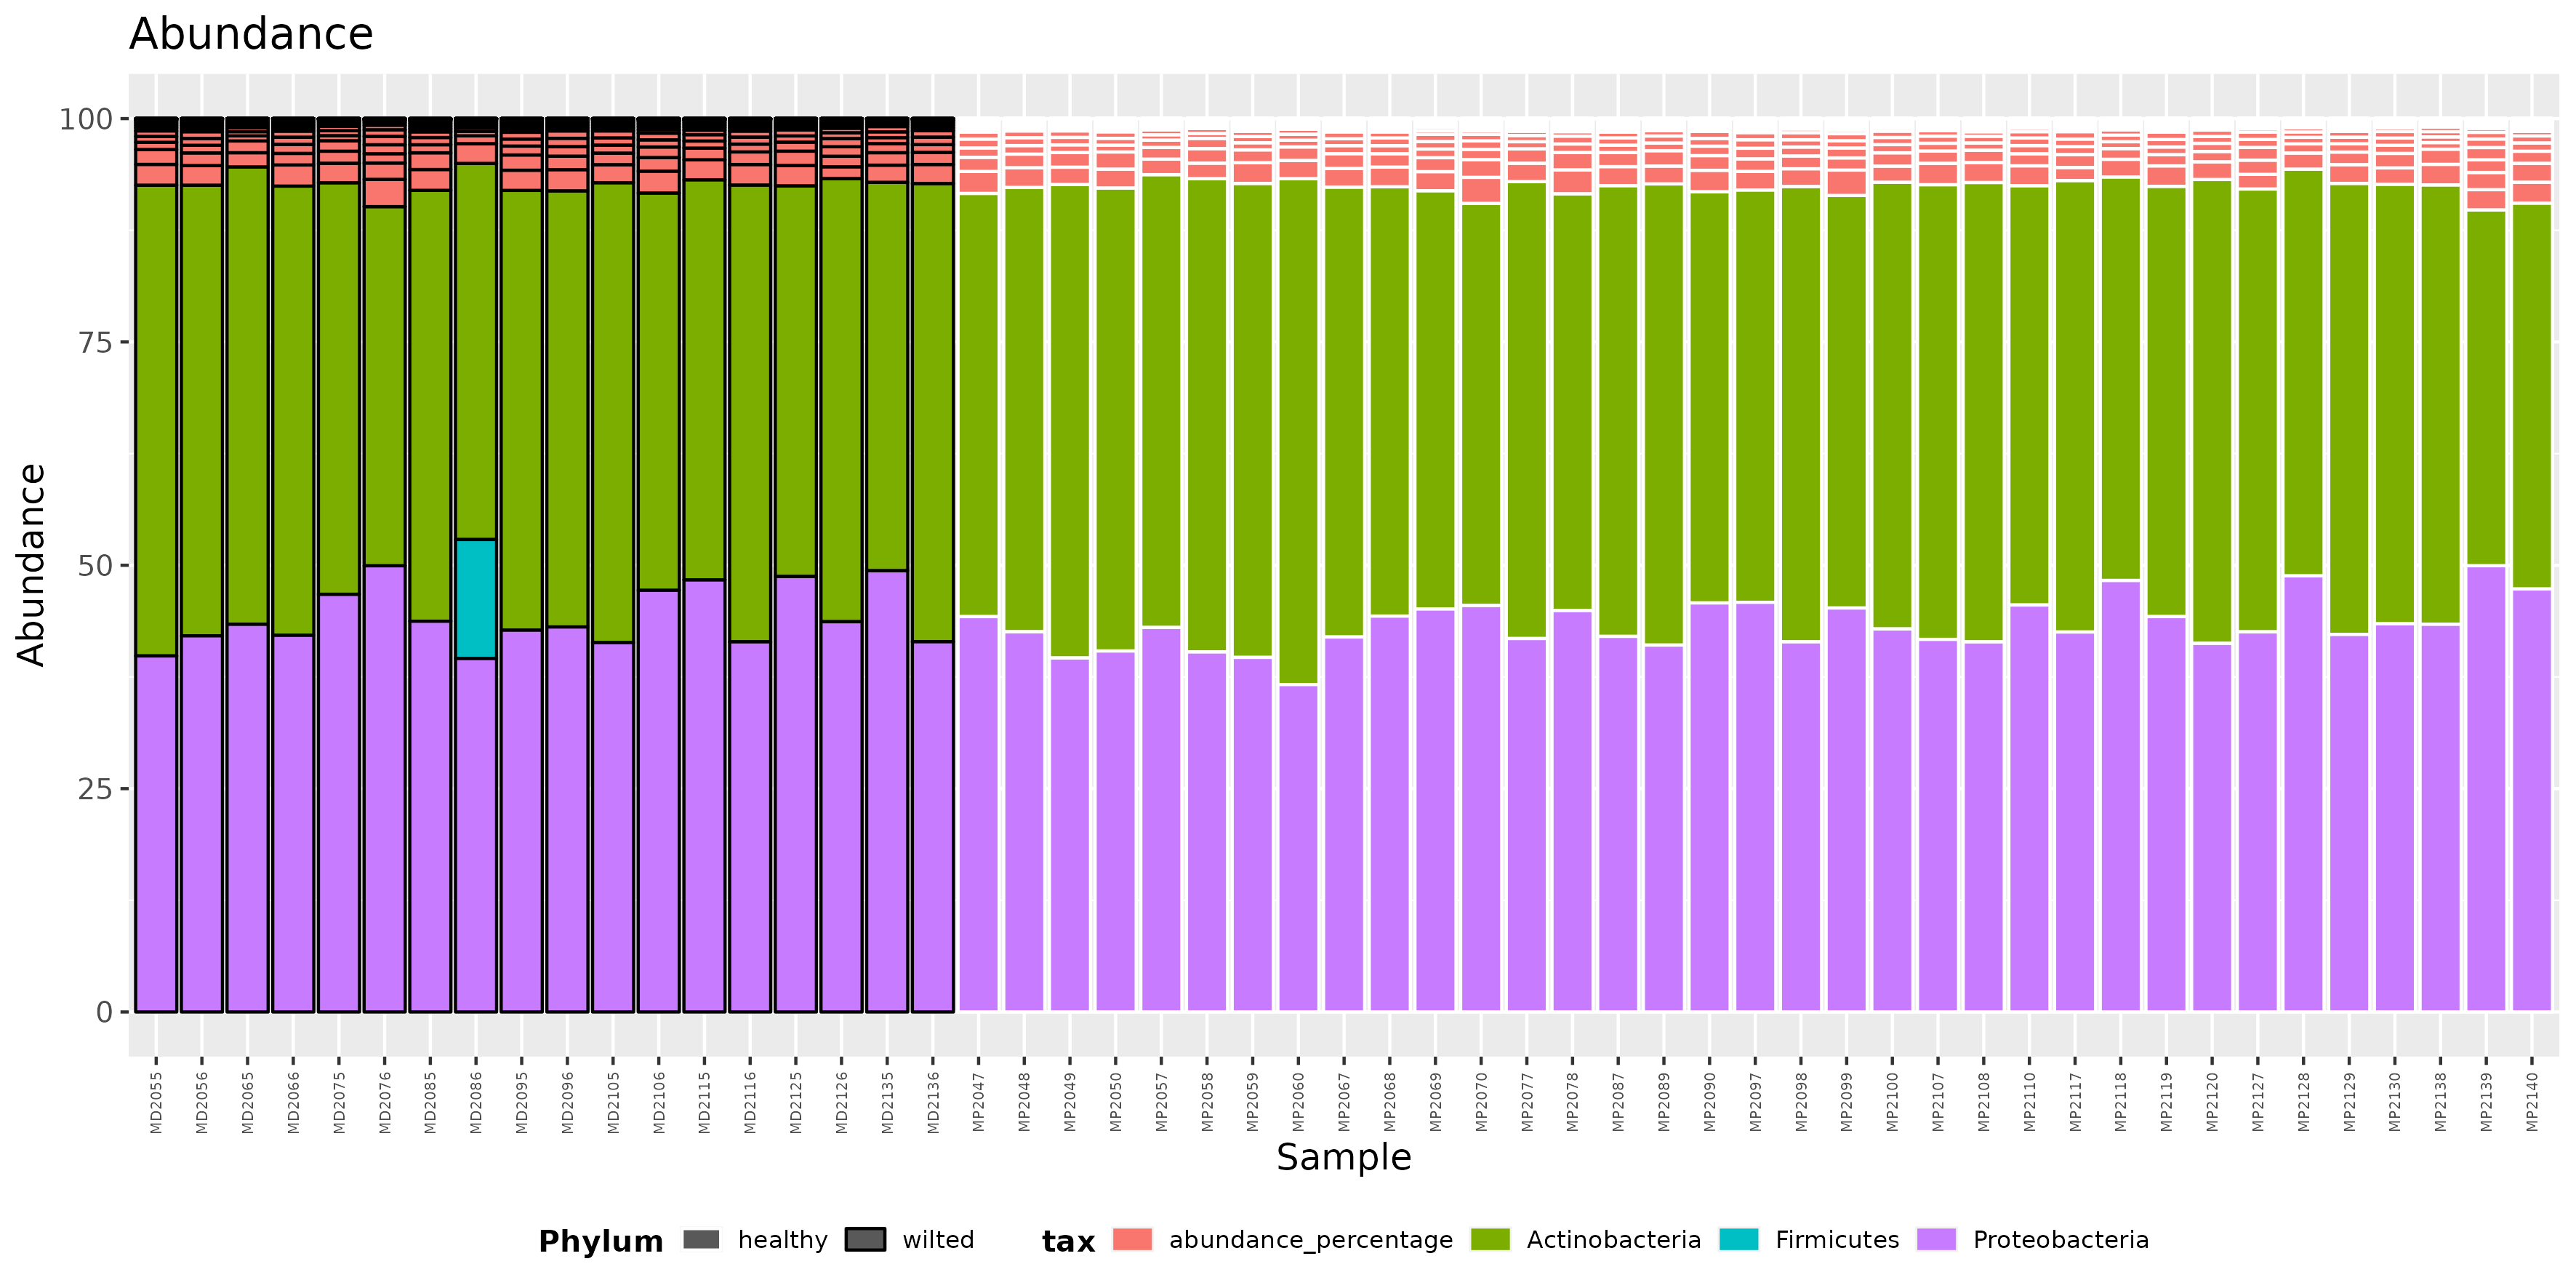 Abundance
Abundance
100
75
50
25
0
MD2055 MD2056 MD2065 MD2066 MD2075 MD2076 MD2085 MD2086 MD2095 MD2096 MD2105 MD2106 MD2115 MD2116 MD2125 MD2126 MD2135 MD2136 MP2047 MP2048 MP2049 MP2050 MP2057 MP2058 MP2059 MP2060 MP2067 MP2068 MP2069 MP2070 MP2077 MP2078 MP2087 MP2089 MP2090 MP2097 MP2098 MP2099 MP2100 MP2107 MP2108 MP2110 MP2117 MP2118 MP2119 MP2120 MP2127 MP2128 MP2129 MP2130 MP2138 MP2139 MP2140
Sample
Phylum healthy wilted tax abundance_percentage Actinobacteria Firmicutes Proteobacteria